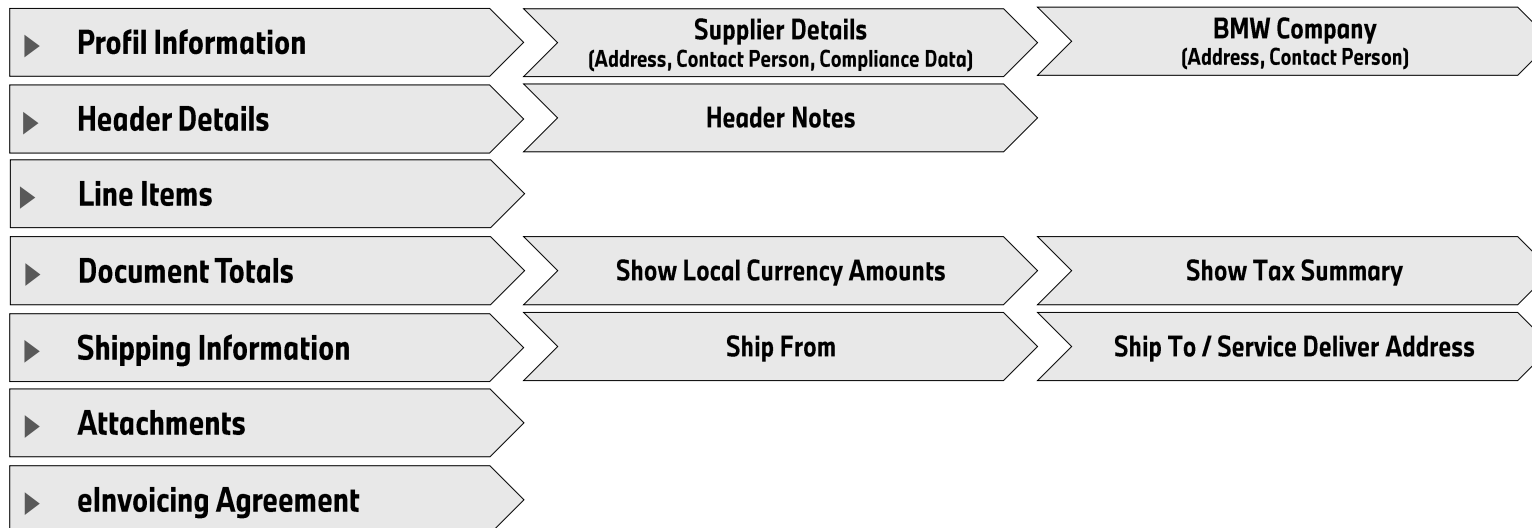 Profil Information
Supplier Details
(Address, Contact Person, Compliance Data)
BMW Company
(Address, Contact Person)
Header Details
Header Notes
Line Items
Document Totals
Show Local Currency Amounts
Show Tax Summary
Shipping Information
Ship From
Ship To / Service Deliver Address
Attachments
eInvoicing Agreement